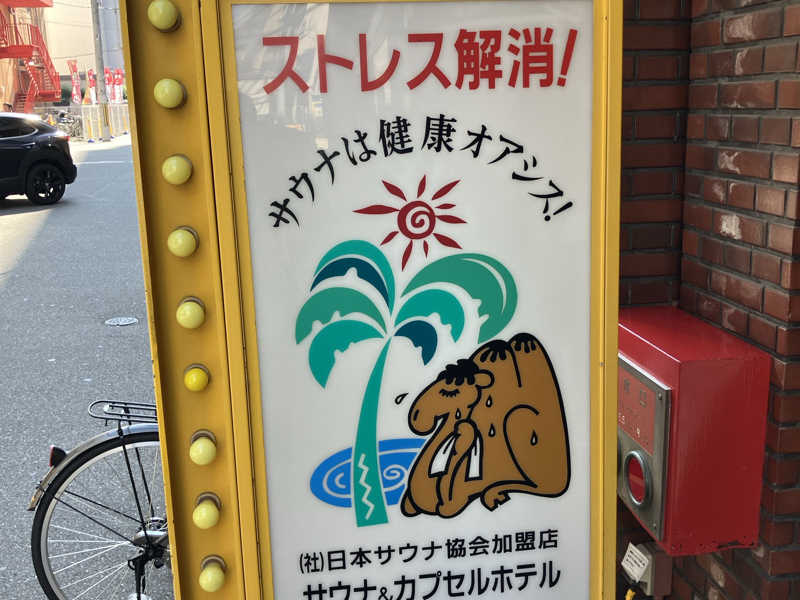 ストレス解消!
サウナは健康オアシス!
(社)日本サウナ協会加盟店
サウナ&カプセルホテル